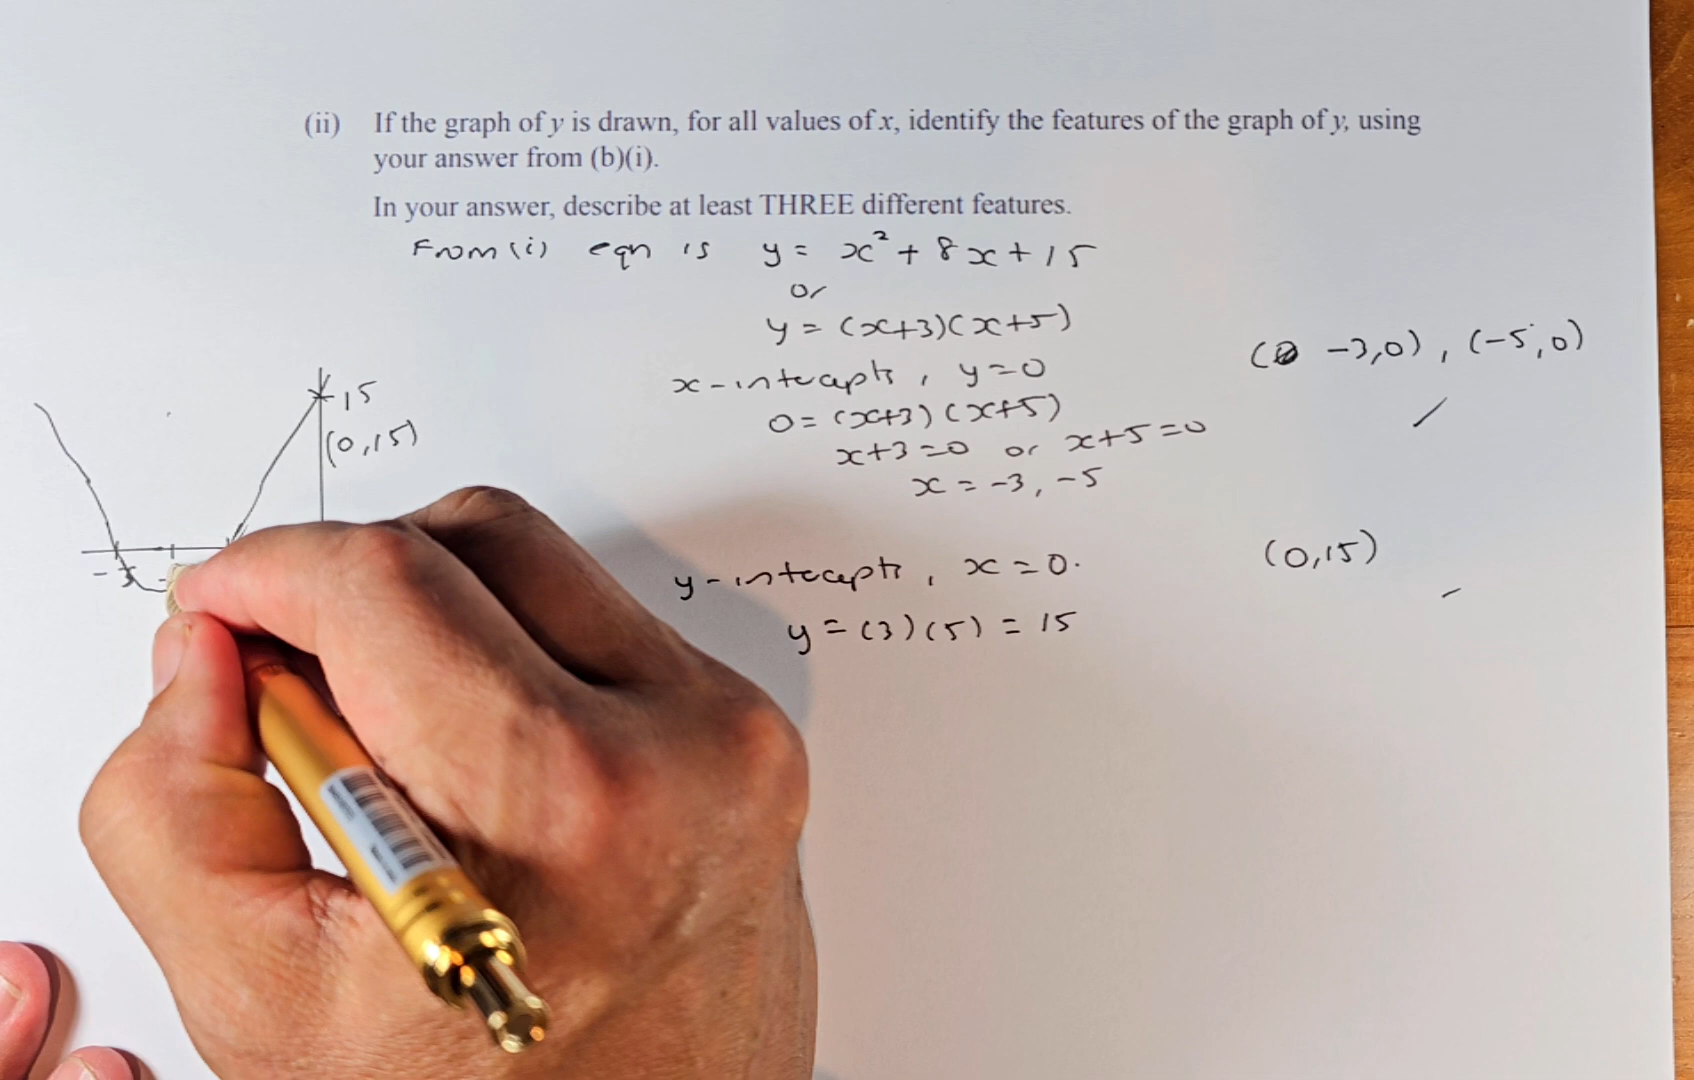 (ii) If the graph of y is drawn, for all values of x, identify the features of the graph of y, using
your answer from (b)(i).
In your answer, describe at least THREE different features.
From (i) eqn is y = x² + 8x + 15
or
y = (x+3)(x+5)
x-intercepts, y=0
0 = (x+3)(x+5)
x+3=0 or x+5=0
x = -3, -5
(-3,0), (-5,0)
y-intercepts, x = 0.
y = (3)(5) = 15
(0,15)
15
(0,15)
-5